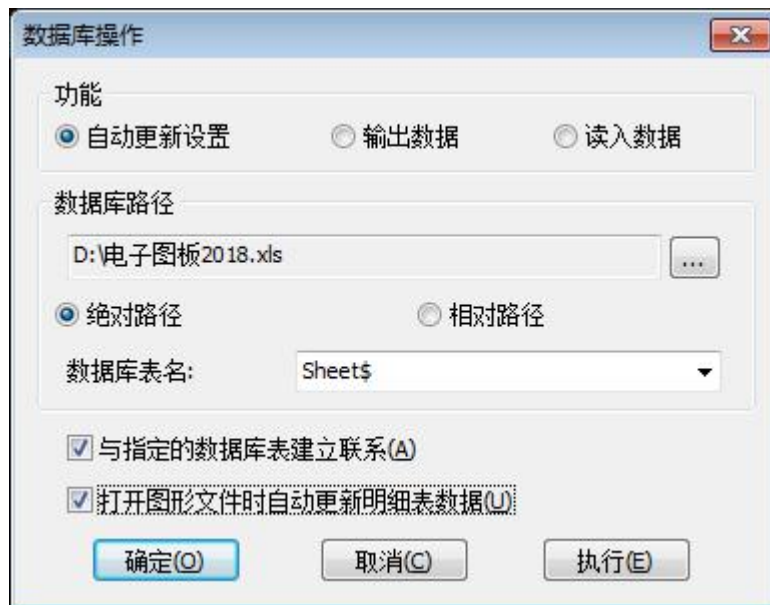 数据库操作
功能
自动更新设置 输出数据 读入数据
数据库路径
D:\电子图板2018.xls ...
绝对路径 相对路径
数据库表名: Sheet$
与指定的数据库表建立联系(A)
打开图形文件时自动更新明细表数据(U)
确定(O) 取消(C) 执行(E)